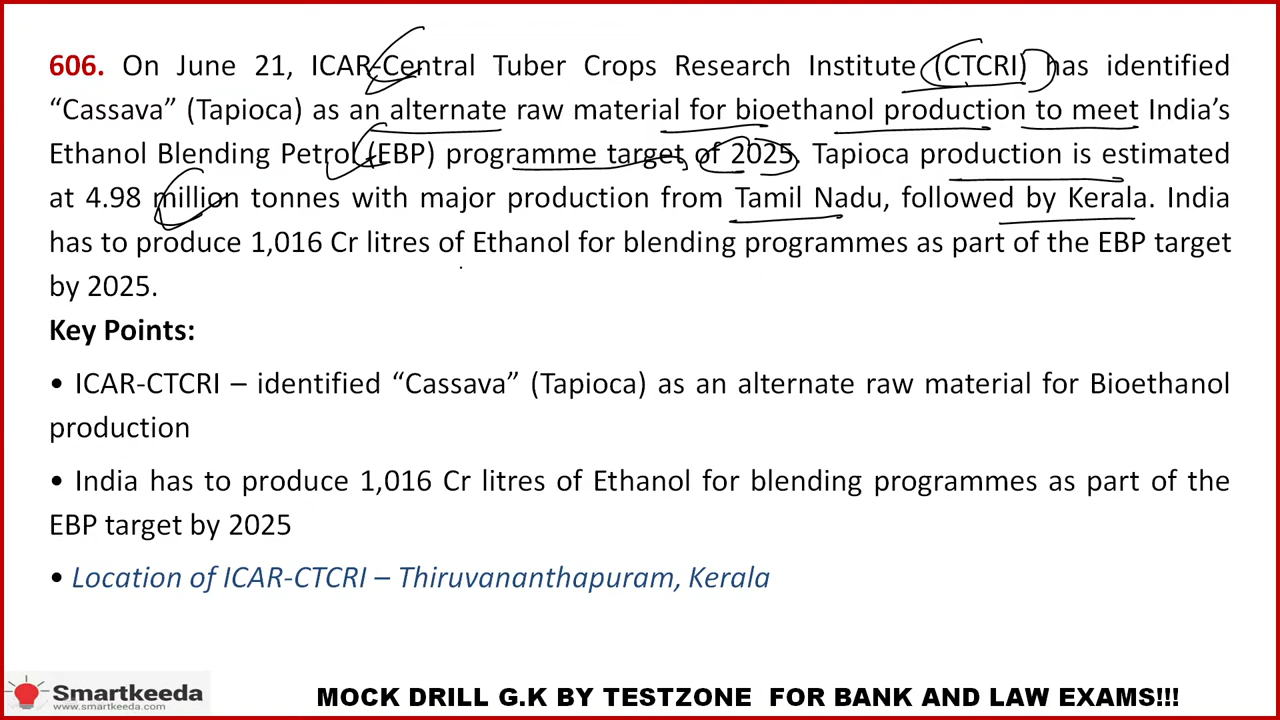 606. On June 21, ICAR-Central Tuber Crops Research Institute (CTCRI) has identified
“Cassava” (Tapioca) as an alternate raw material for bioethanol production to meet India’s
Ethanol Blending Petrol (EBP) programme target of 2025. Tapioca production is estimated
at 4.98 million tonnes with major production from Tamil Nadu, followed by Kerala. India
has to produce 1,016 Cr litres of Ethanol for blending programmes as part of the EBP target
by 2025.
Key Points:
• ICAR-CTCRI – identified “Cassava” (Tapioca) as an alternate raw material for Bioethanol
production
• India has to produce 1,016 Cr litres of Ethanol for blending programmes as part of the
EBP target by 2025
• Location of ICAR-CTCRI – Thiruvananthapuram, Kerala
Smartkeeda
www.smartkeeda.com
MOCK DRILL G.K BY TESTZONE FOR BANK AND LAW EXAMS!!!